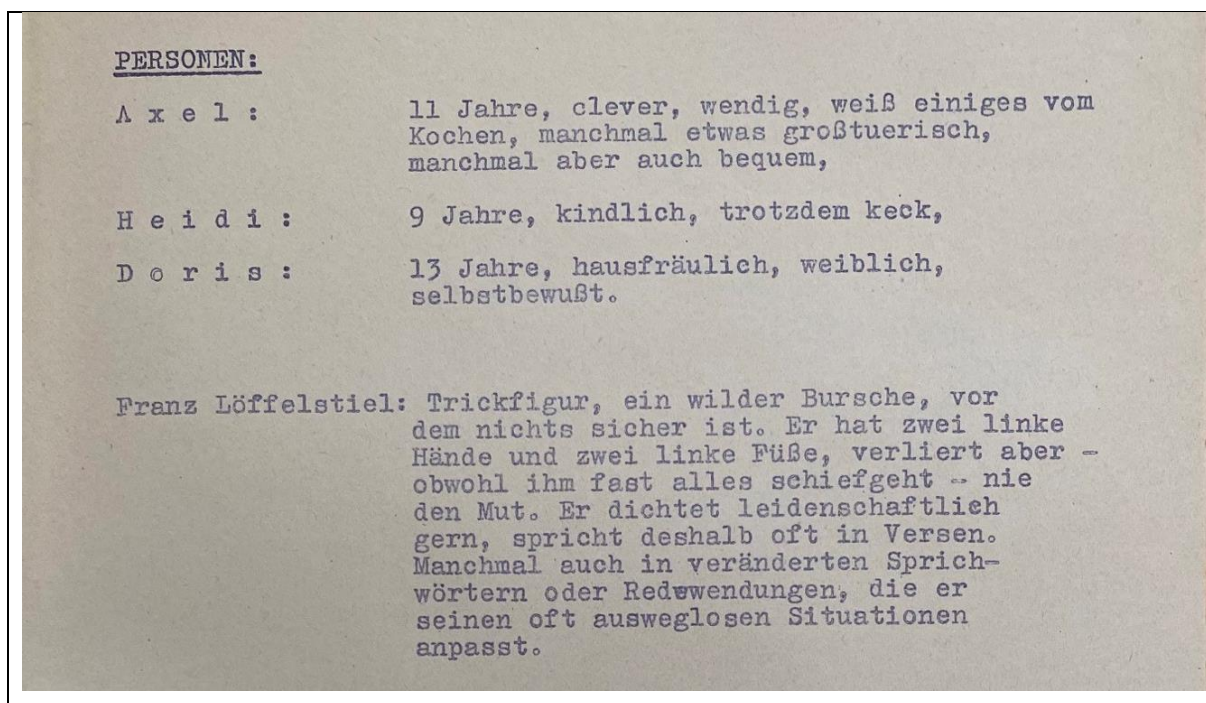 PERSONEN:
A x e l : 11 Jahre, clever, wendig, weiß einiges vom
Kochen, manchmal etwas großtuerisch,
manchmal aber auch bequem,
H e i d i : 9 Jahre, kindlich, trotzdem keck,
D o r i s : 13 Jahre, hausfräulich, weiblich,
selbstbewußt.
Franz Löffelstiel: Trickfigur, ein wilder Bursche, vor
dem nichts sicher ist. Er hat zwei linke
Hände und zwei linke Füße, verliert aber -
obwohl ihm fast alles schiefgeht - nie
den Mut. Er dichtet leidenschaftlich
gern, spricht deshalb oft in Versen.
Manchmal auch in veränderten Sprich-
wörtern oder Redewendungen, die er
seinen oft ausweglosen Situationen
anpasst.